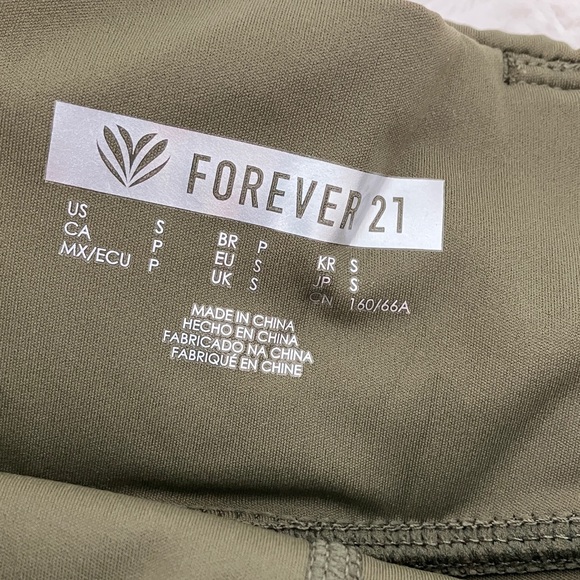 FOREVER 21
US S BR P KR S
CA P EU S JP S
MX/ECU P UK S CN 160/66A
MADE IN CHINA
HECHO EN CHINA
FABRICADO NA CHINA
FABRIQUÉ EN CHINE